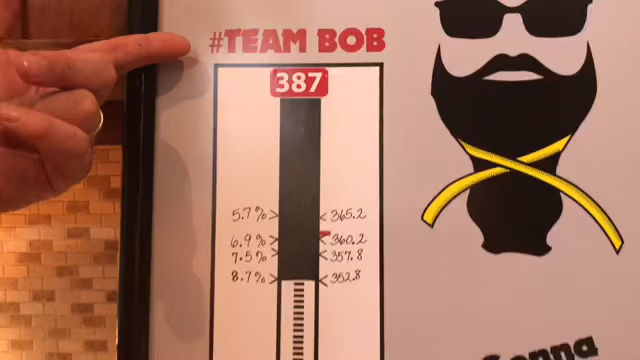 #TEAM BOB
387
5.7% > < 365.2
6.9% > < 360.2
7.5% > < 357.8
8.7% > < 352.8